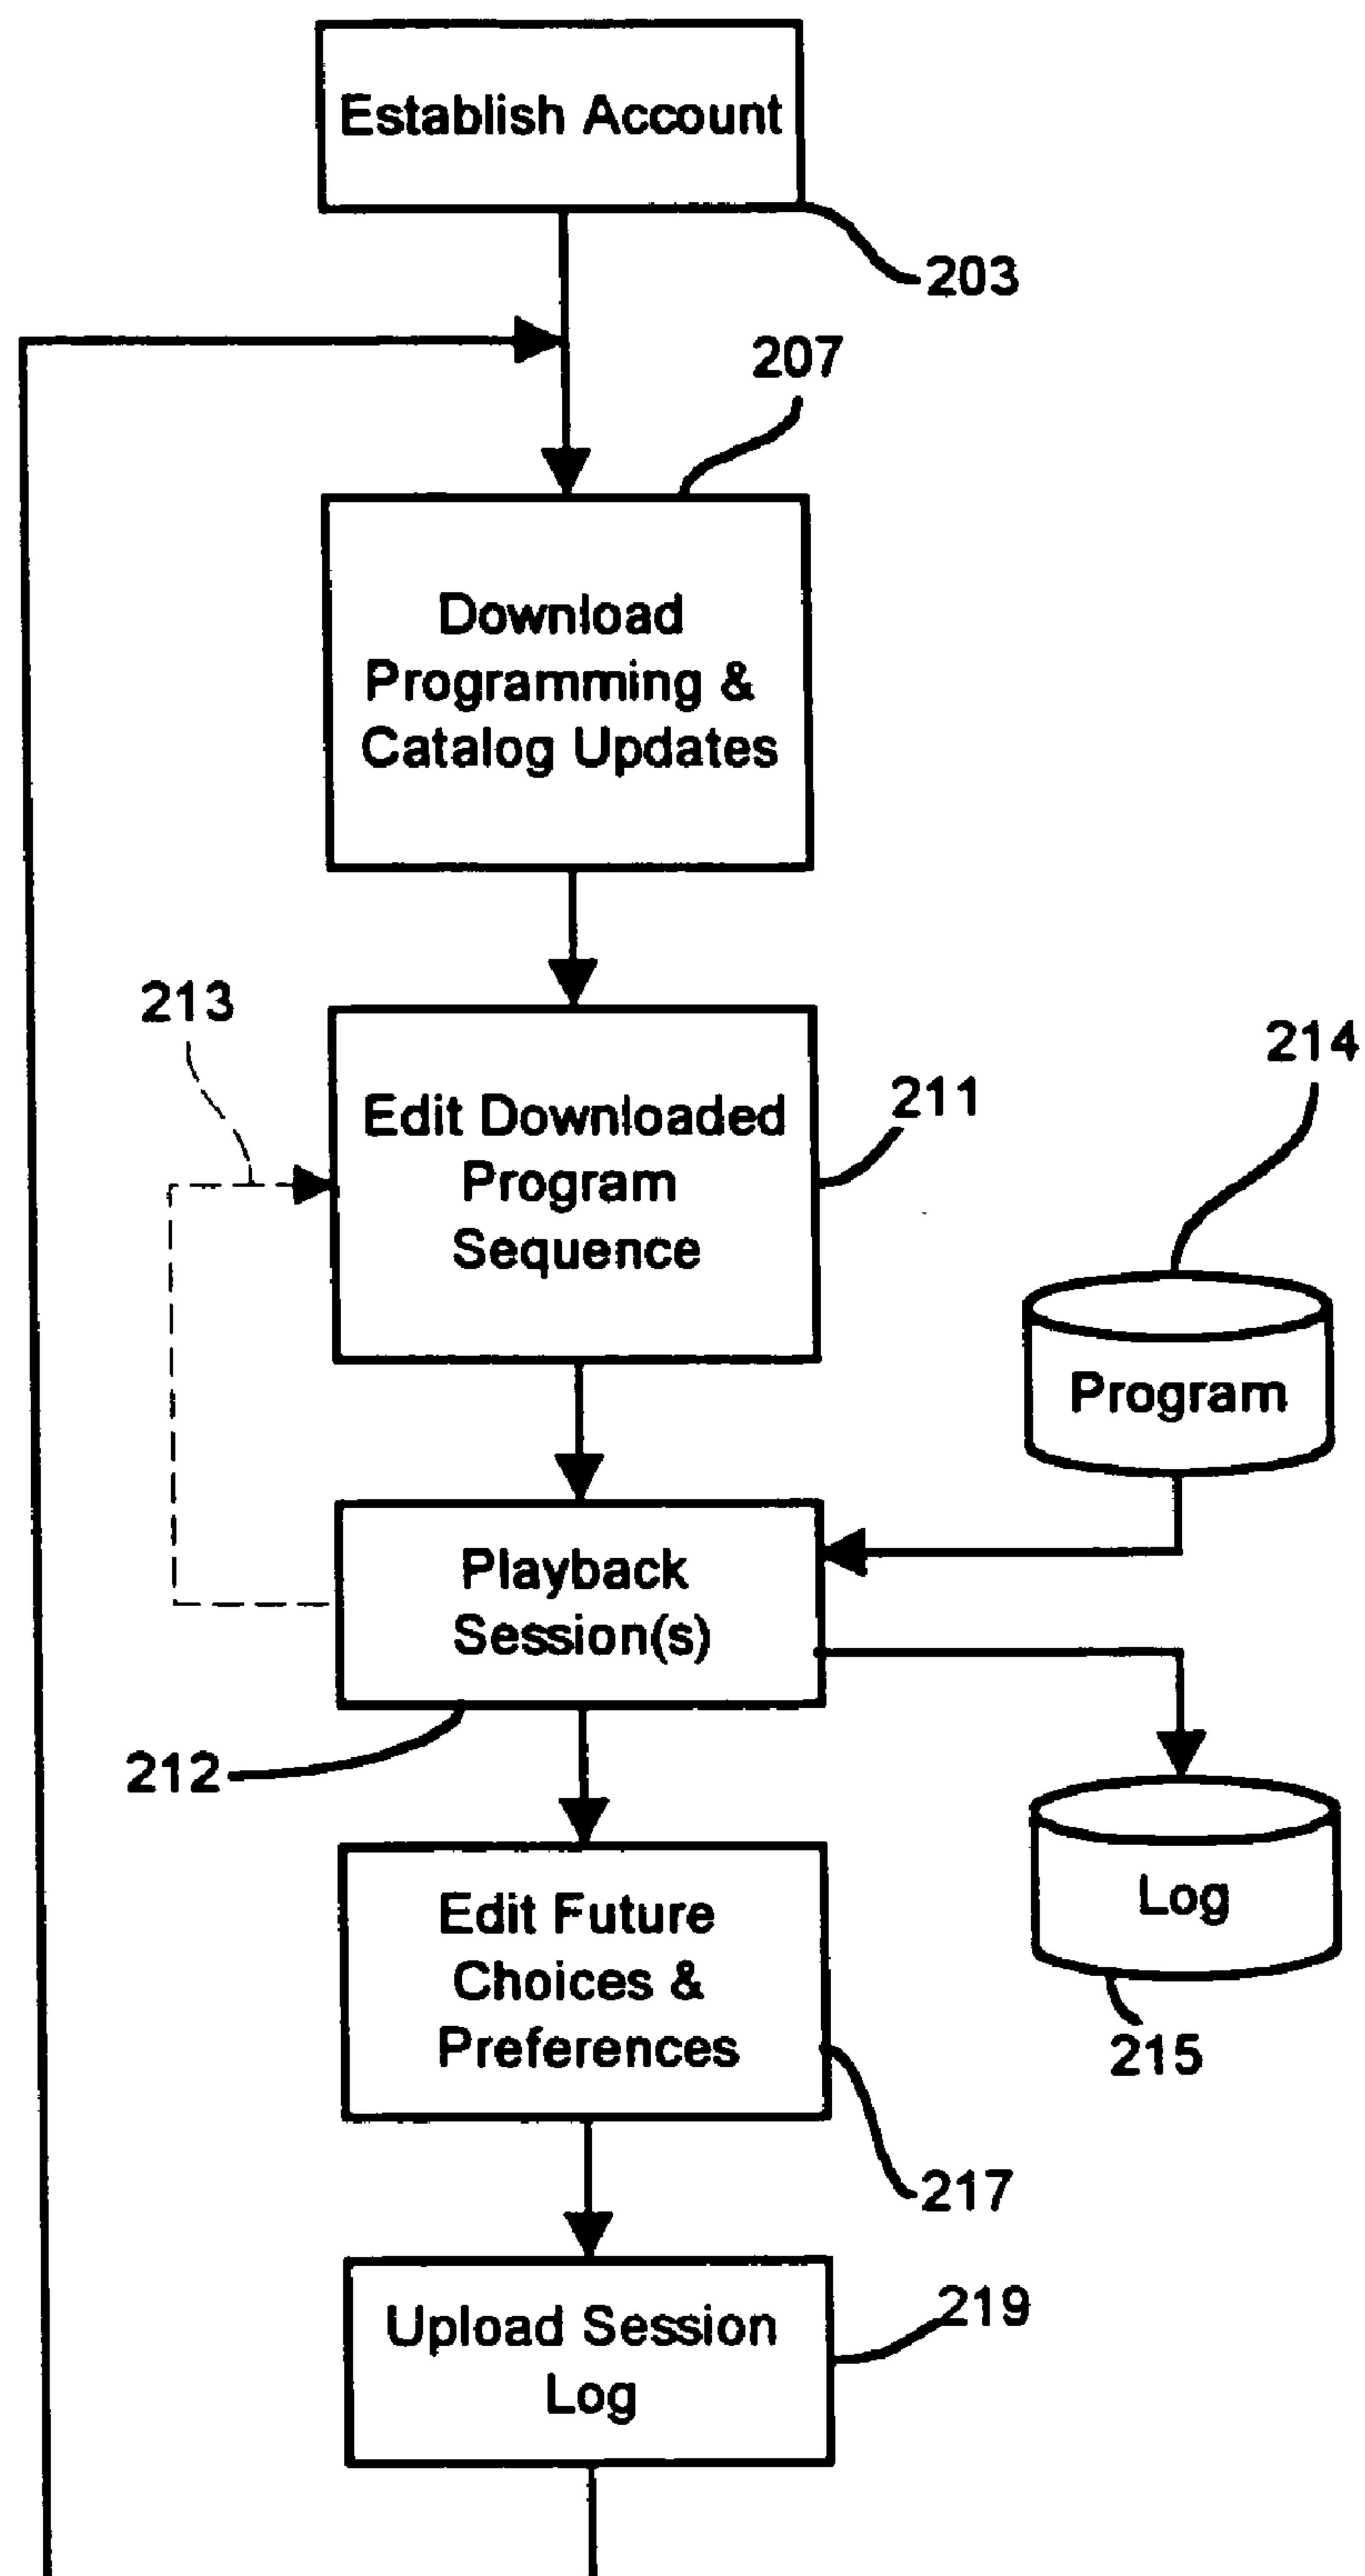 Establish Account
203
207
Download
Programming &
Catalog Updates
213
214
Edit Downloaded
Program
Sequence
211
Program
Playback
Session(s)
212
Edit Future
Choices &
Preferences
Log
215
217
Upload Session
Log
219